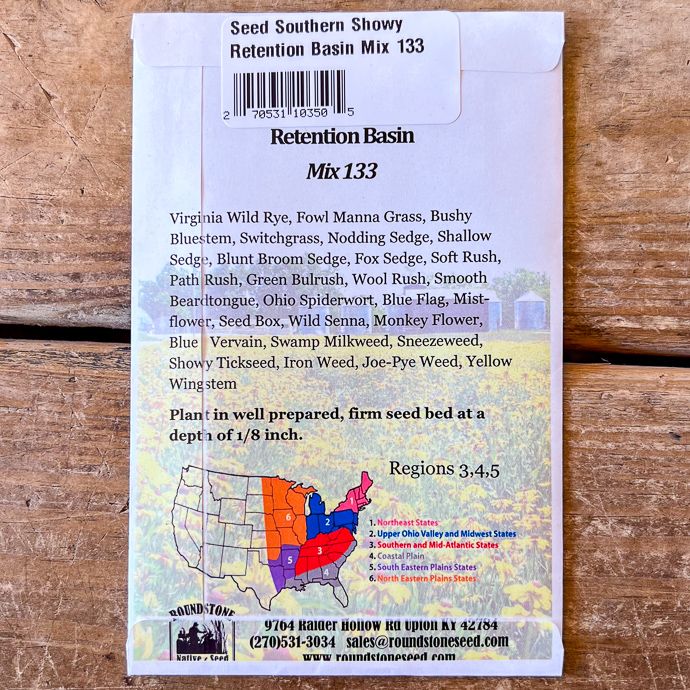 Seed Southern Showy
Retention Basin Mix 133
2 70531 10350 5
Retention Basin
Mix 133
Virginia Wild Rye, Fowl Manna Grass, Bushy
Bluestem, Switchgrass, Nodding Sedge, Shallow
Sedge, Blunt Broom Sedge, Fox Sedge, Soft Rush,
Path Rush, Green Bulrush, Wool Rush, Smooth
Beardtongue, Ohio Spiderwort, Blue Flag, Mist-
flower, Seed Box, Wild Senna, Monkey Flower,
Blue Vervain, Swamp Milkweed, Sneezeweed,
Showy Tickseed, Iron Weed, Joe-Pye Weed, Yellow
Wingstem
Plant in well prepared, firm seed bed at a
depth of 1/8 inch.
Regions 3,4,5
1
2
3
4
5
6
1. Northeast States
2. Upper Ohio Valley and Midwest States
3. Southern and Mid-Atlantic States
4. Coastal Plain
5. South Eastern Plains States
6. North Eastern Plains States
ROUNDSTONE
Native Seed
9764 Raider Hollow Rd Upton KY 42784
(270)531-3034 sales@roundstoneseed.com
www.roundstoneseed.com